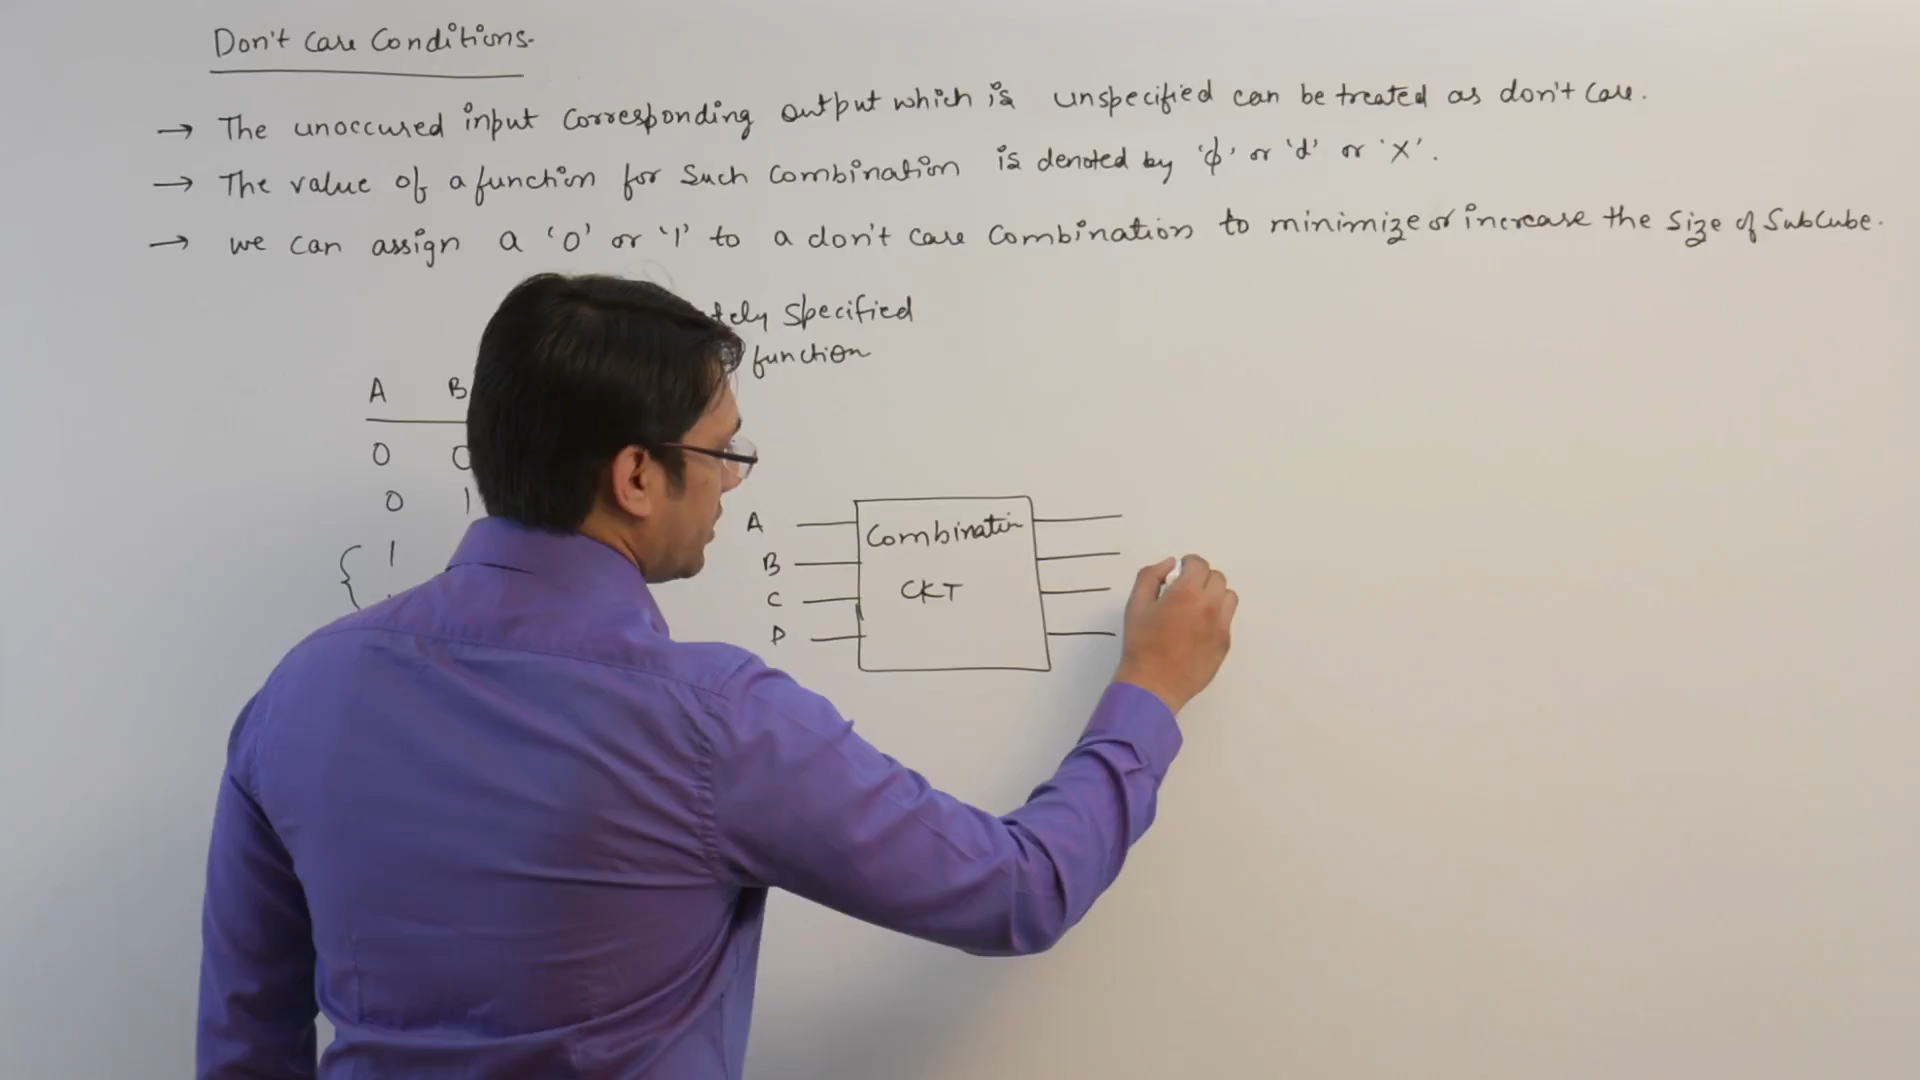 Don't Care Conditions.
→ The unoccured input corresponding output which is unspecified can be treated as don't care.
→ The value of a function for such combination is denoted by 'ϕ' or 'd' or 'X'.
→ we can assign a '0' or '1' to a don't care combination to minimize or increase the size of subcube.
specified
function
A B
0 0
0 1
{ 1
A
B
C
D
Combinatin
CKT